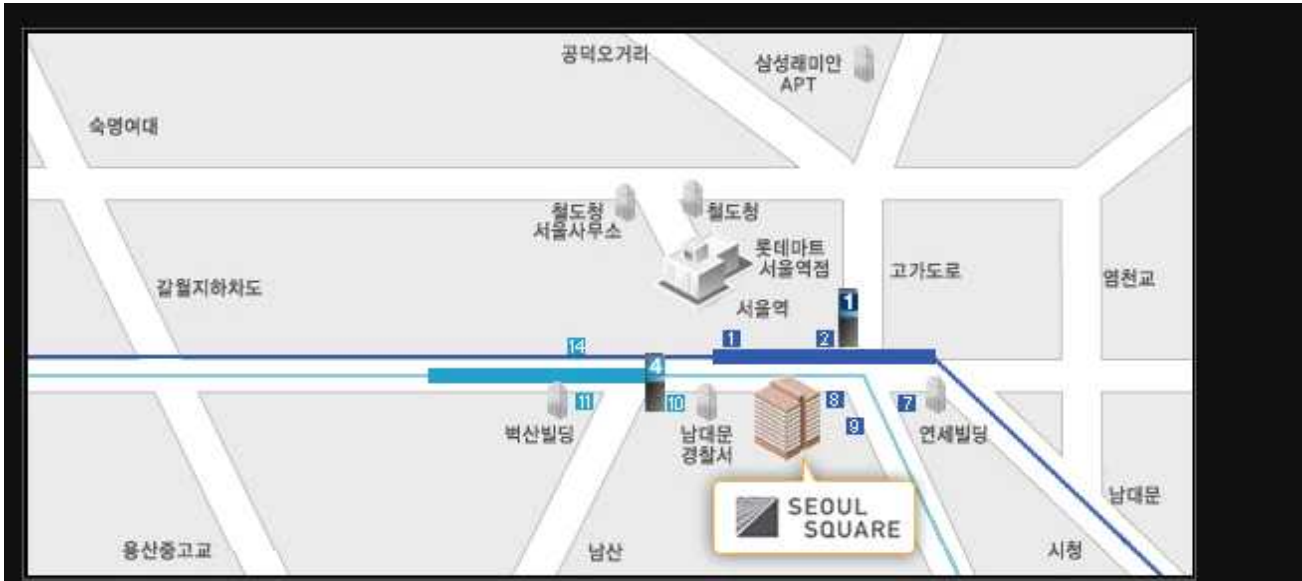 공덕오거리
삼성래미안
APT
숙명여대
철도청
서울사무소
철도청
롯데마트
서울역점
고가도로
염천교
갈월지하차도
서울역
1
1
2
14
4
11
10
8
7
9
벽산빌딩
남대문
경찰서
연세빌딩
SEOUL
SQUARE
남대문
용산중고교
남산
시청